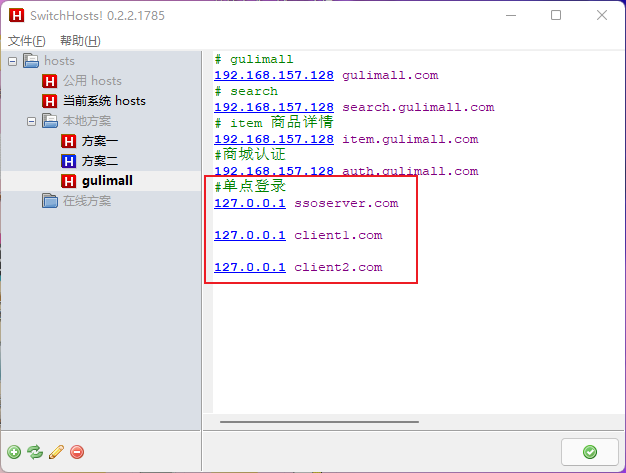 SwitchHosts! 0.2.2.1785
文件(F) 帮助(H)
hosts
公用 hosts
当前系统 hosts
本地方案
方案一
方案二
gulimall
在线方案
# gulimall
192.168.157.128 gulimall.com
# search
192.168.157.128 search.gulimall.com
# item 商品详情
192.168.157.128 item.gulimall.com
#商城认证
192.168.157.128 auth.gulimall.com
#单点登录
127.0.0.1 ssoserver.com
127.0.0.1 client1.com
127.0.0.1 client2.com